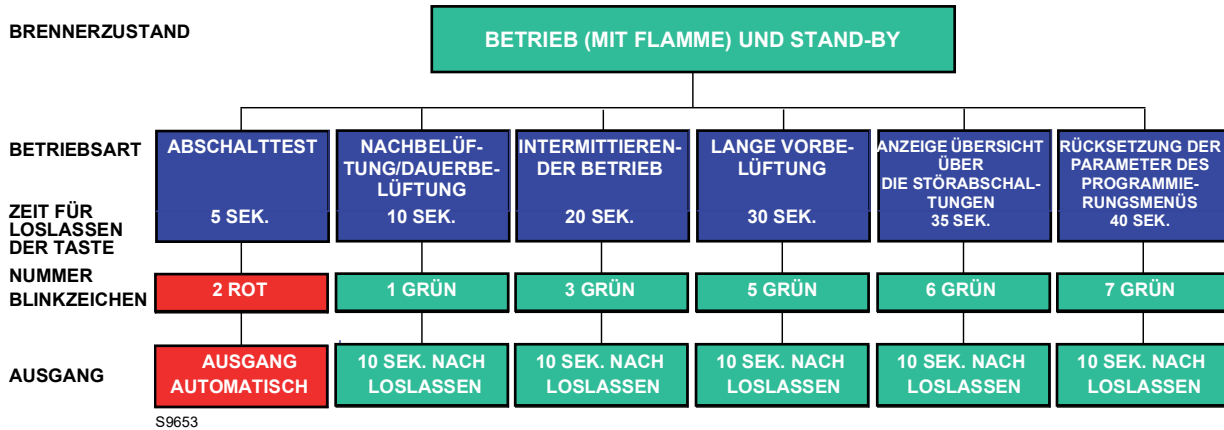 BRENNERZUSTAND
BETRIEB (MIT FLAMME) UND STAND-BY
BETRIEBSART
ABSCHALTTEST
NACHBELÜF-
TUNG/DAUERBE-
LÜFTUNG
INTERMITTIEREN-
DER BETRIEB
LANGE VORBE-
LÜFTUNG
ANZEIGE ÜBERSICHT
ÜBER
DIE STÖRABSCHAL-
TUNGEN
RÜCKSETZUNG DER
PARAMETER DES
PROGRAMMIE-
RUNGSMENÜS
ZEIT FÜR
LOSLASSEN
DER TASTE
5 SEK.
10 SEK.
20 SEK.
30 SEK.
35 SEK.
40 SEK.
NUMMER
BLINKZEICHEN
2 ROT
1 GRÜN
3 GRÜN
5 GRÜN
6 GRÜN
7 GRÜN
AUSGANG
AUSGANG
AUTOMATISCH
10 SEK. NACH
LOSLASSEN
10 SEK. NACH
LOSLASSEN
10 SEK. NACH
LOSLASSEN
10 SEK. NACH
LOSLASSEN
10 SEK. NACH
LOSLASSEN
S9653